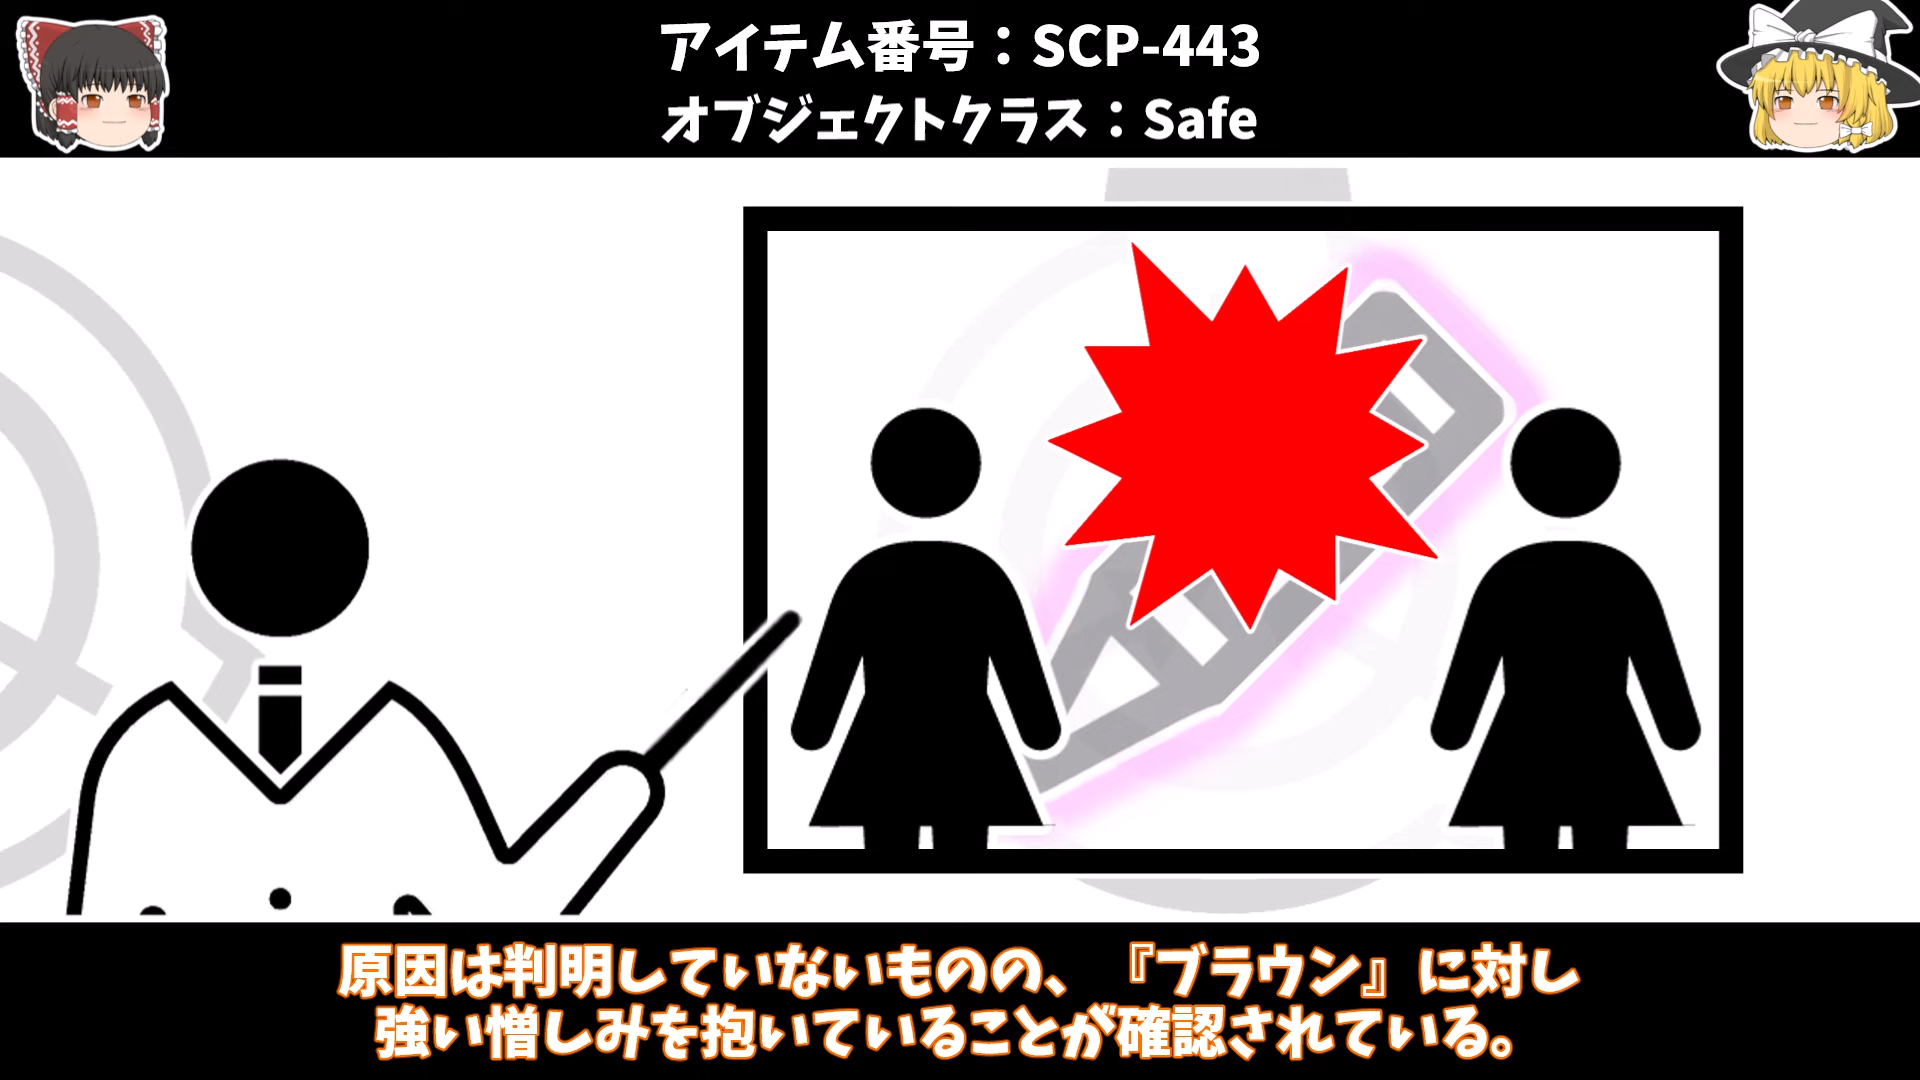 アイテム番号：SCP-443
オブジェクトクラス：Safe
原因は判明していないものの、『ブラウン』に対し
強い憎しみを抱いていることが確認されている。